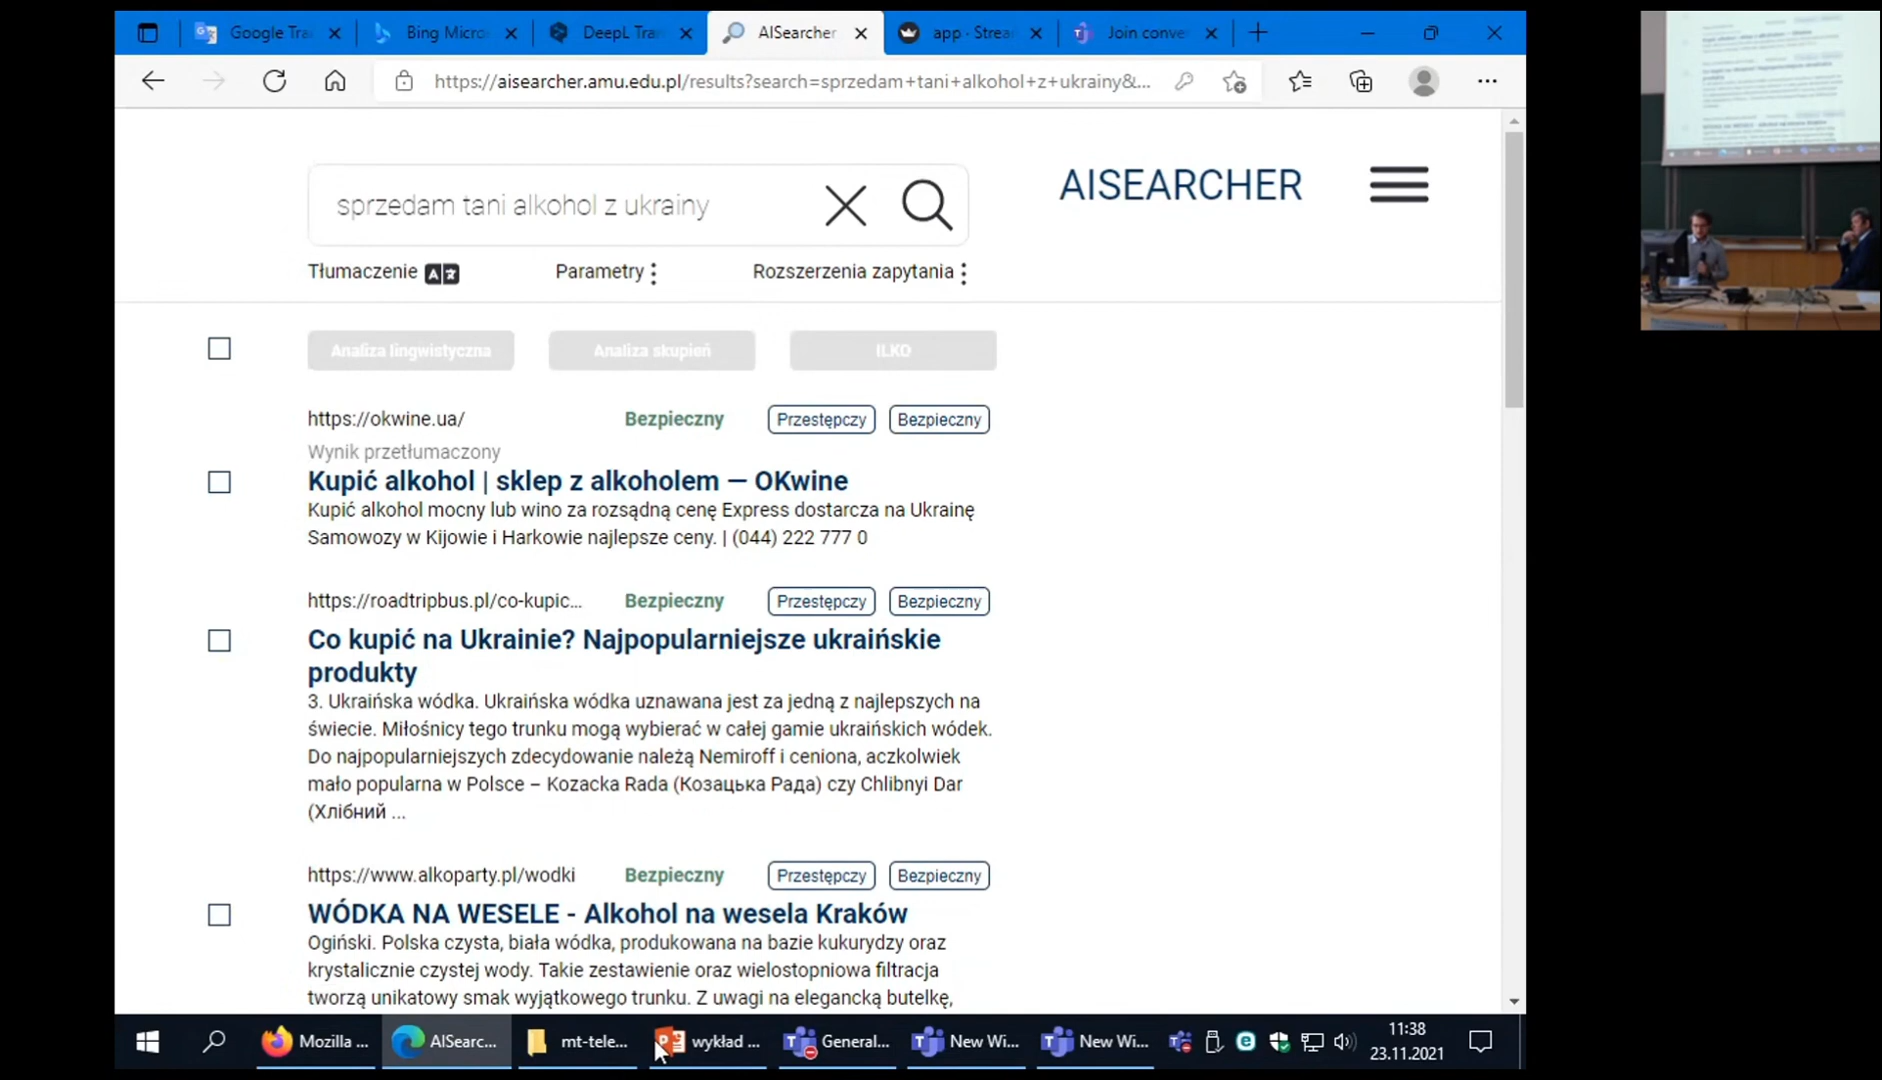 Google Tra
Bing Micro
DeepL Tran
AISearcher
app · Strea
Join conve
https://aisearcher.amu.edu.pl/results?search=sprzedam+tani+alkohol+z+ukrainy&...
sprzedam tani alkohol z ukrainy
AISEARCHER
Tłumaczenie
Parametry
Rozszerzenia zapytania
Analiza lingwistyczna
Analiza skupień
ILKO
https://okwine.ua/
Bezpieczny
Przestępczy
Bezpieczny
Wynik przetłumaczony
Kupić alkohol | sklep z alkoholem — OKwine
Kupić alkohol mocny lub wino za rozsądną cenę Express dostarcza na Ukrainę
Samowozy w Kijowie i Harkowie najlepsze ceny. | (044) 222 777 0
https://roadtripbus.pl/co-kupic...
Bezpieczny
Przestępczy
Bezpieczny
Co kupić na Ukrainie? Najpopularniejsze ukraińskie
produkty
3. Ukraińska wódka. Ukraińska wódka uznawana jest za jedną z najlepszych na
świecie. Miłośnicy tego trunku mogą wybierać w całej gamie ukraińskich wódek.
Do najpopularniejszych zdecydowanie należą Nemiroff i ceniona, aczkolwiek
mało popularna w Polsce – Kozacka Rada (Козацька Рада) czy Chlibnyi Dar
(Хлібний ...
https://www.alkoparty.pl/wodki
Bezpieczny
Przestępczy
Bezpieczny
WÓDKA NA WESELE - Alkohol na wesela Kraków
Ogiński. Polska czysta, biała wódka, produkowana na bazie kukurydzy oraz
krystalicznie czystej wody. Takie zestawienie oraz wielostopniowa filtracja
tworzą unikatowy smak wyjątkowego trunku. Z uwagi na elegancką butelkę,
Mozilla ...
AISearc...
mt-tele...
wykład ...
General...
New Wi...
New Wi...
11:38
23.11.2021